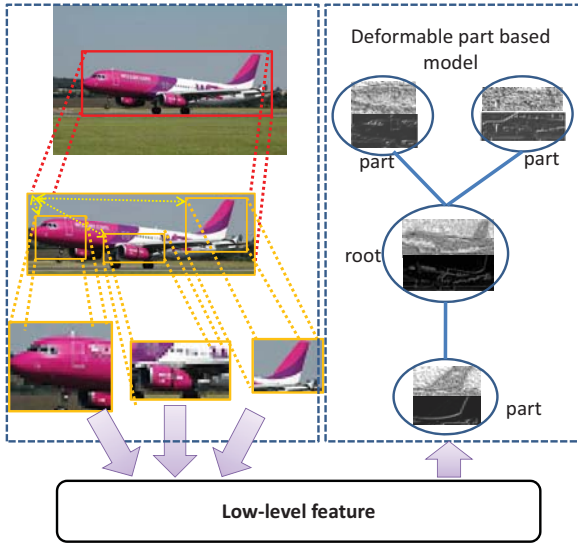 Deformable part based
model
part
part
root
part
Low-level feature